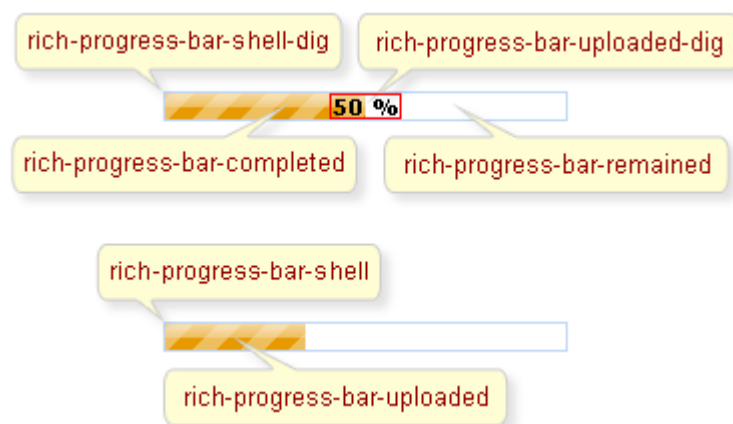 rich-progress-bar-shell-dig
rich-progress-bar-uploaded-dig
50 %
rich-progress-bar-completed
rich-progress-bar-remained
rich-progress-bar-shell
rich-progress-bar-uploaded